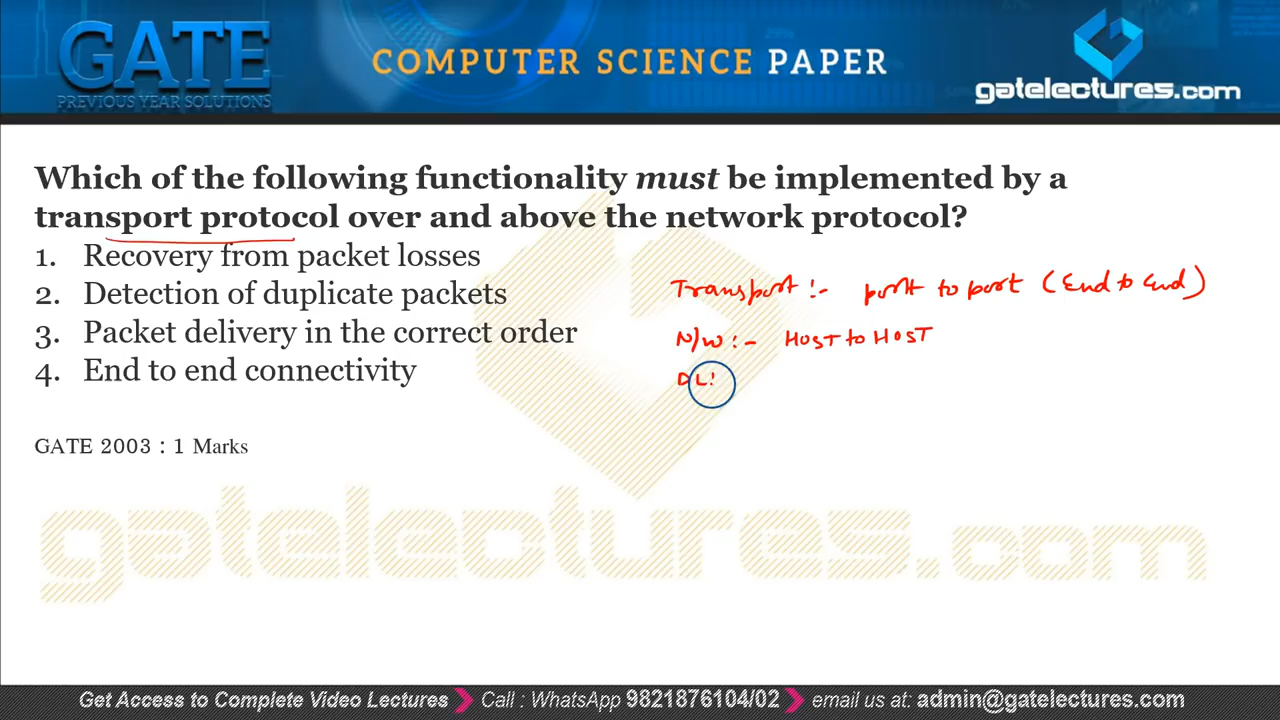 GATE
PREVIOUS YEAR SOLUTIONS
COMPUTER SCIENCE PAPER
gatelectures.com
Which of the following functionality must be implemented by a
transport protocol over and above the network protocol?
1. Recovery from packet losses
2. Detection of duplicate packets
3. Packet delivery in the correct order
4. End to end connectivity
Transport :- port to port (End to End)
N/W :- HOST to HOST
DL:
GATE 2003 : 1 Marks
gatelectures.com
Get Access to Complete Video Lectures Call : WhatsApp 9821876104/02 email us at: admin@gatelectures.com